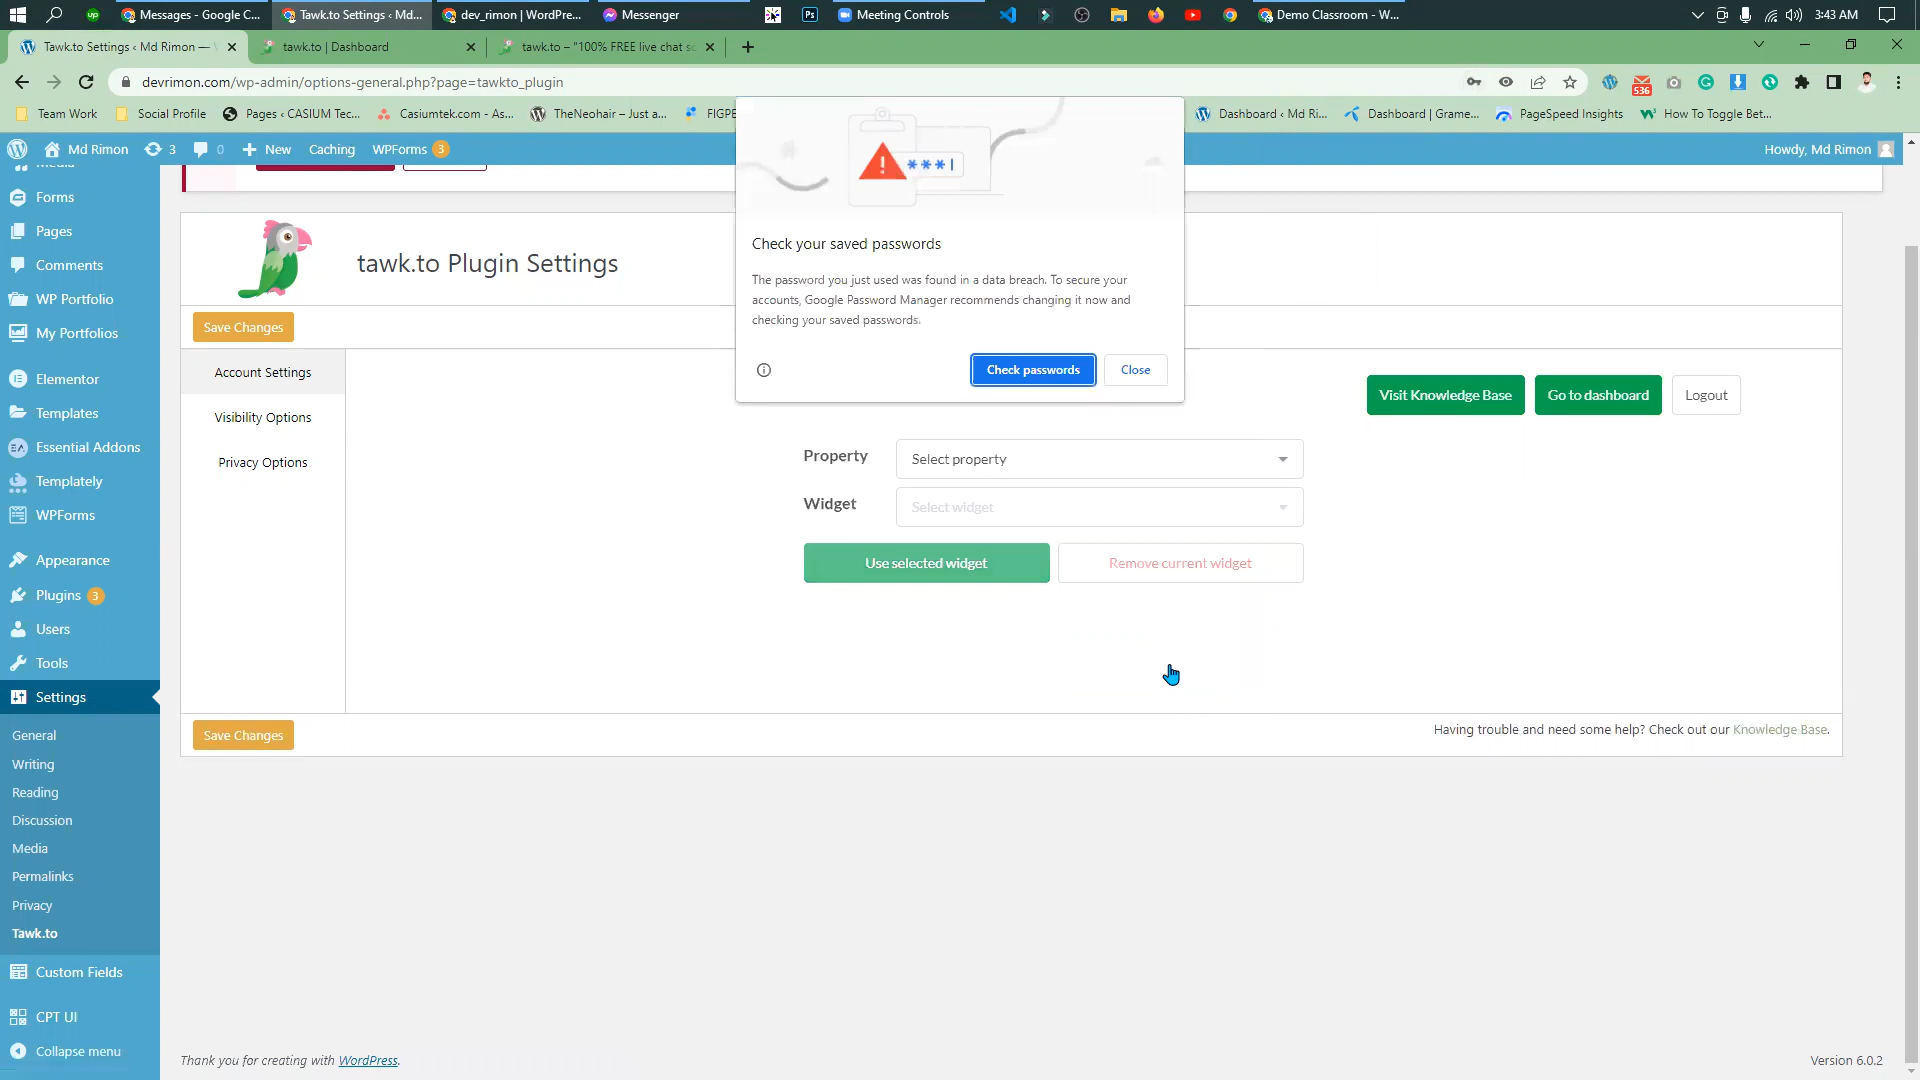 Messages - Google C...
Tawk.to Settings ‹ Md...
dev_rimon | WordPre...
Messenger
Ps
Meeting Controls
Demo Classroom - W...
3:43 AM
Tawk.to Settings ‹ Md Rimon —
tawk.to | Dashboard
tawk.to – "100% FREE live chat so
devrimon.com/wp-admin/options-general.php?page=tawkto_plugin
536
Team Work
Social Profile
Pages ‹ CASIUM Tec...
Casiumtek.com - As...
TheNeohair – Just a...
FIGPE
Dashboard ‹ Md Ri...
Dashboard | Grame...
PageSpeed Insights
How To Toggle Bet...
Md Rimon
3
0
New
Caching
WPForms 3
Howdy, Md Rimon
Media
Forms
Pages
Comments
WP Portfolio
My Portfolios
Elementor
Templates
Essential Addons
Templately
WPForms
Appearance
Plugins 3
Users
Tools
Settings
General
Writing
Reading
Discussion
Media
Permalinks
Privacy
Tawk.to
Custom Fields
CPT UI
Collapse menu
tawk.to Plugin Settings
Save Changes
Account Settings
Visibility Options
Privacy Options
* * * |
Check your saved passwords
The password you just used was found in a data breach. To secure your
accounts, Google Password Manager recommends changing it now and
checking your saved passwords.
Check passwords
Close
Visit Knowledge Base
Go to dashboard
Logout
Property
Select property
Widget
Select widget
Use selected widget
Remove current widget
Save Changes
Having trouble and need some help? Check out our Knowledge Base.
Thank you for creating with WordPress.
Version 6.0.2